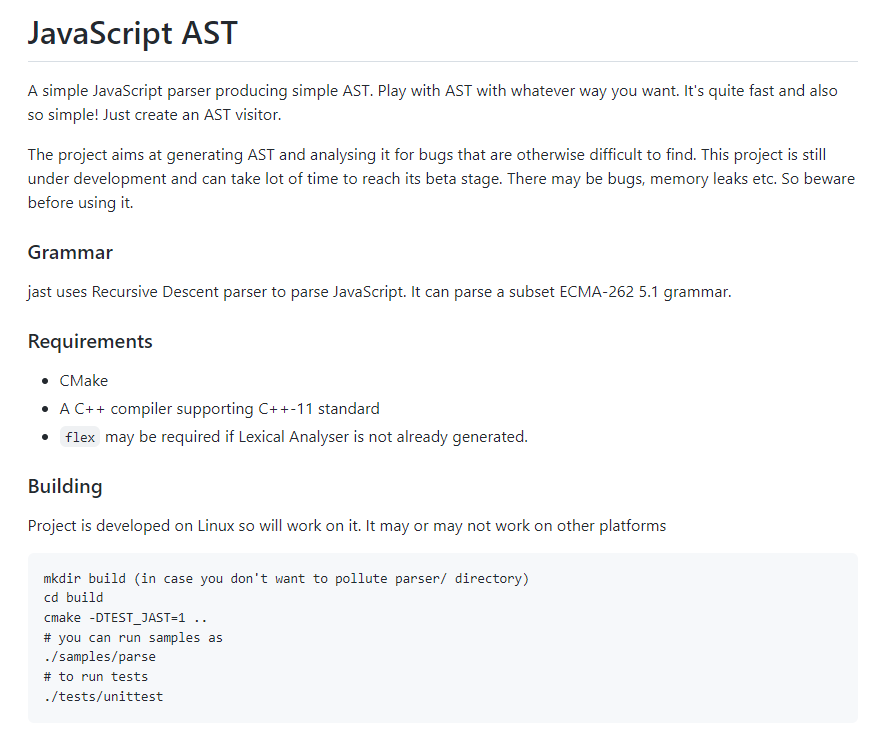 JavaScript AST
A simple JavaScript parser producing simple AST. Play with AST with whatever way you want. It's quite fast and also
so simple! Just create an AST visitor.
The project aims at generating AST and analysing it for bugs that are otherwise difficult to find. This project is still
under development and can take lot of time to reach its beta stage. There may be bugs, memory leaks etc. So beware
before using it.
Grammar
jast uses Recursive Descent parser to parse JavaScript. It can parse a subset ECMA-262 5.1 grammar.
Requirements
• CMake
• A C++ compiler supporting C++-11 standard
• flex may be required if Lexical Analyser is not already generated.
Building
Project is developed on Linux so will work on it. It may or may not work on other platforms
mkdir build (in case you don't want to pollute parser/ directory)
cd build
cmake -DTEST_JAST=1 ..
# you can run samples as
./samples/parse
# to run tests
./tests/unittest